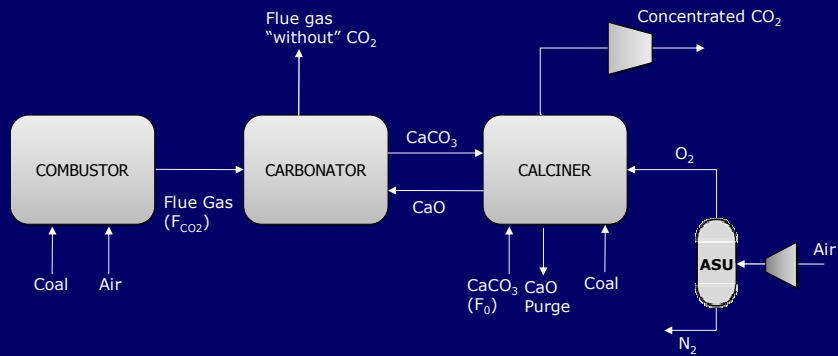 Flue gas
“without” CO₂
Concentrated CO₂
COMBUSTOR
CARBONATOR
CALCINER
CaCO₃
CaO
O₂
Flue Gas
(F_CO2)
Coal
Air
CaCO₃
(F₀)
CaO
Purge
Coal
ASU
Air
N₂